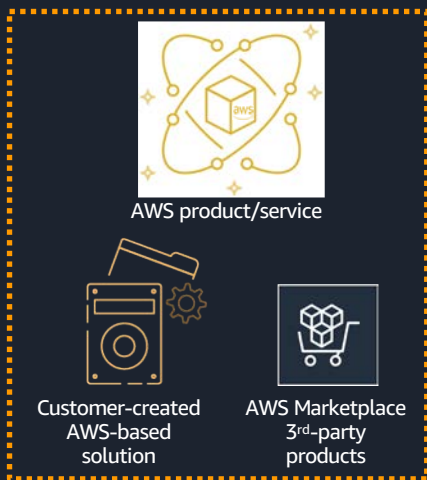 aws
AWS product/service
Customer-created
AWS-based
solution
AWS Marketplace
3rd-party
products